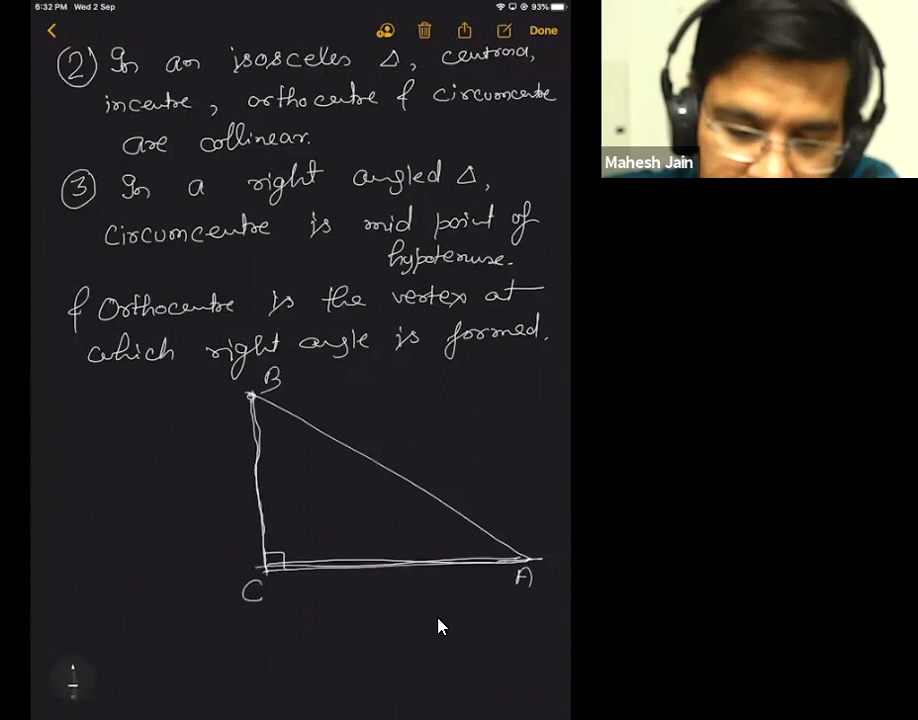 6:32 PM Wed 2 Sep
93%
Done
② In an isosceles Δ, centroid,
incentre, orthocentre & circumcentre
are collinear.
③ In a right angled Δ,
circumcentre is mid point of
hypotenuse.
& Orthocentre is the vertex at
which right angle is formed.
B
C
A
Mahesh Jain